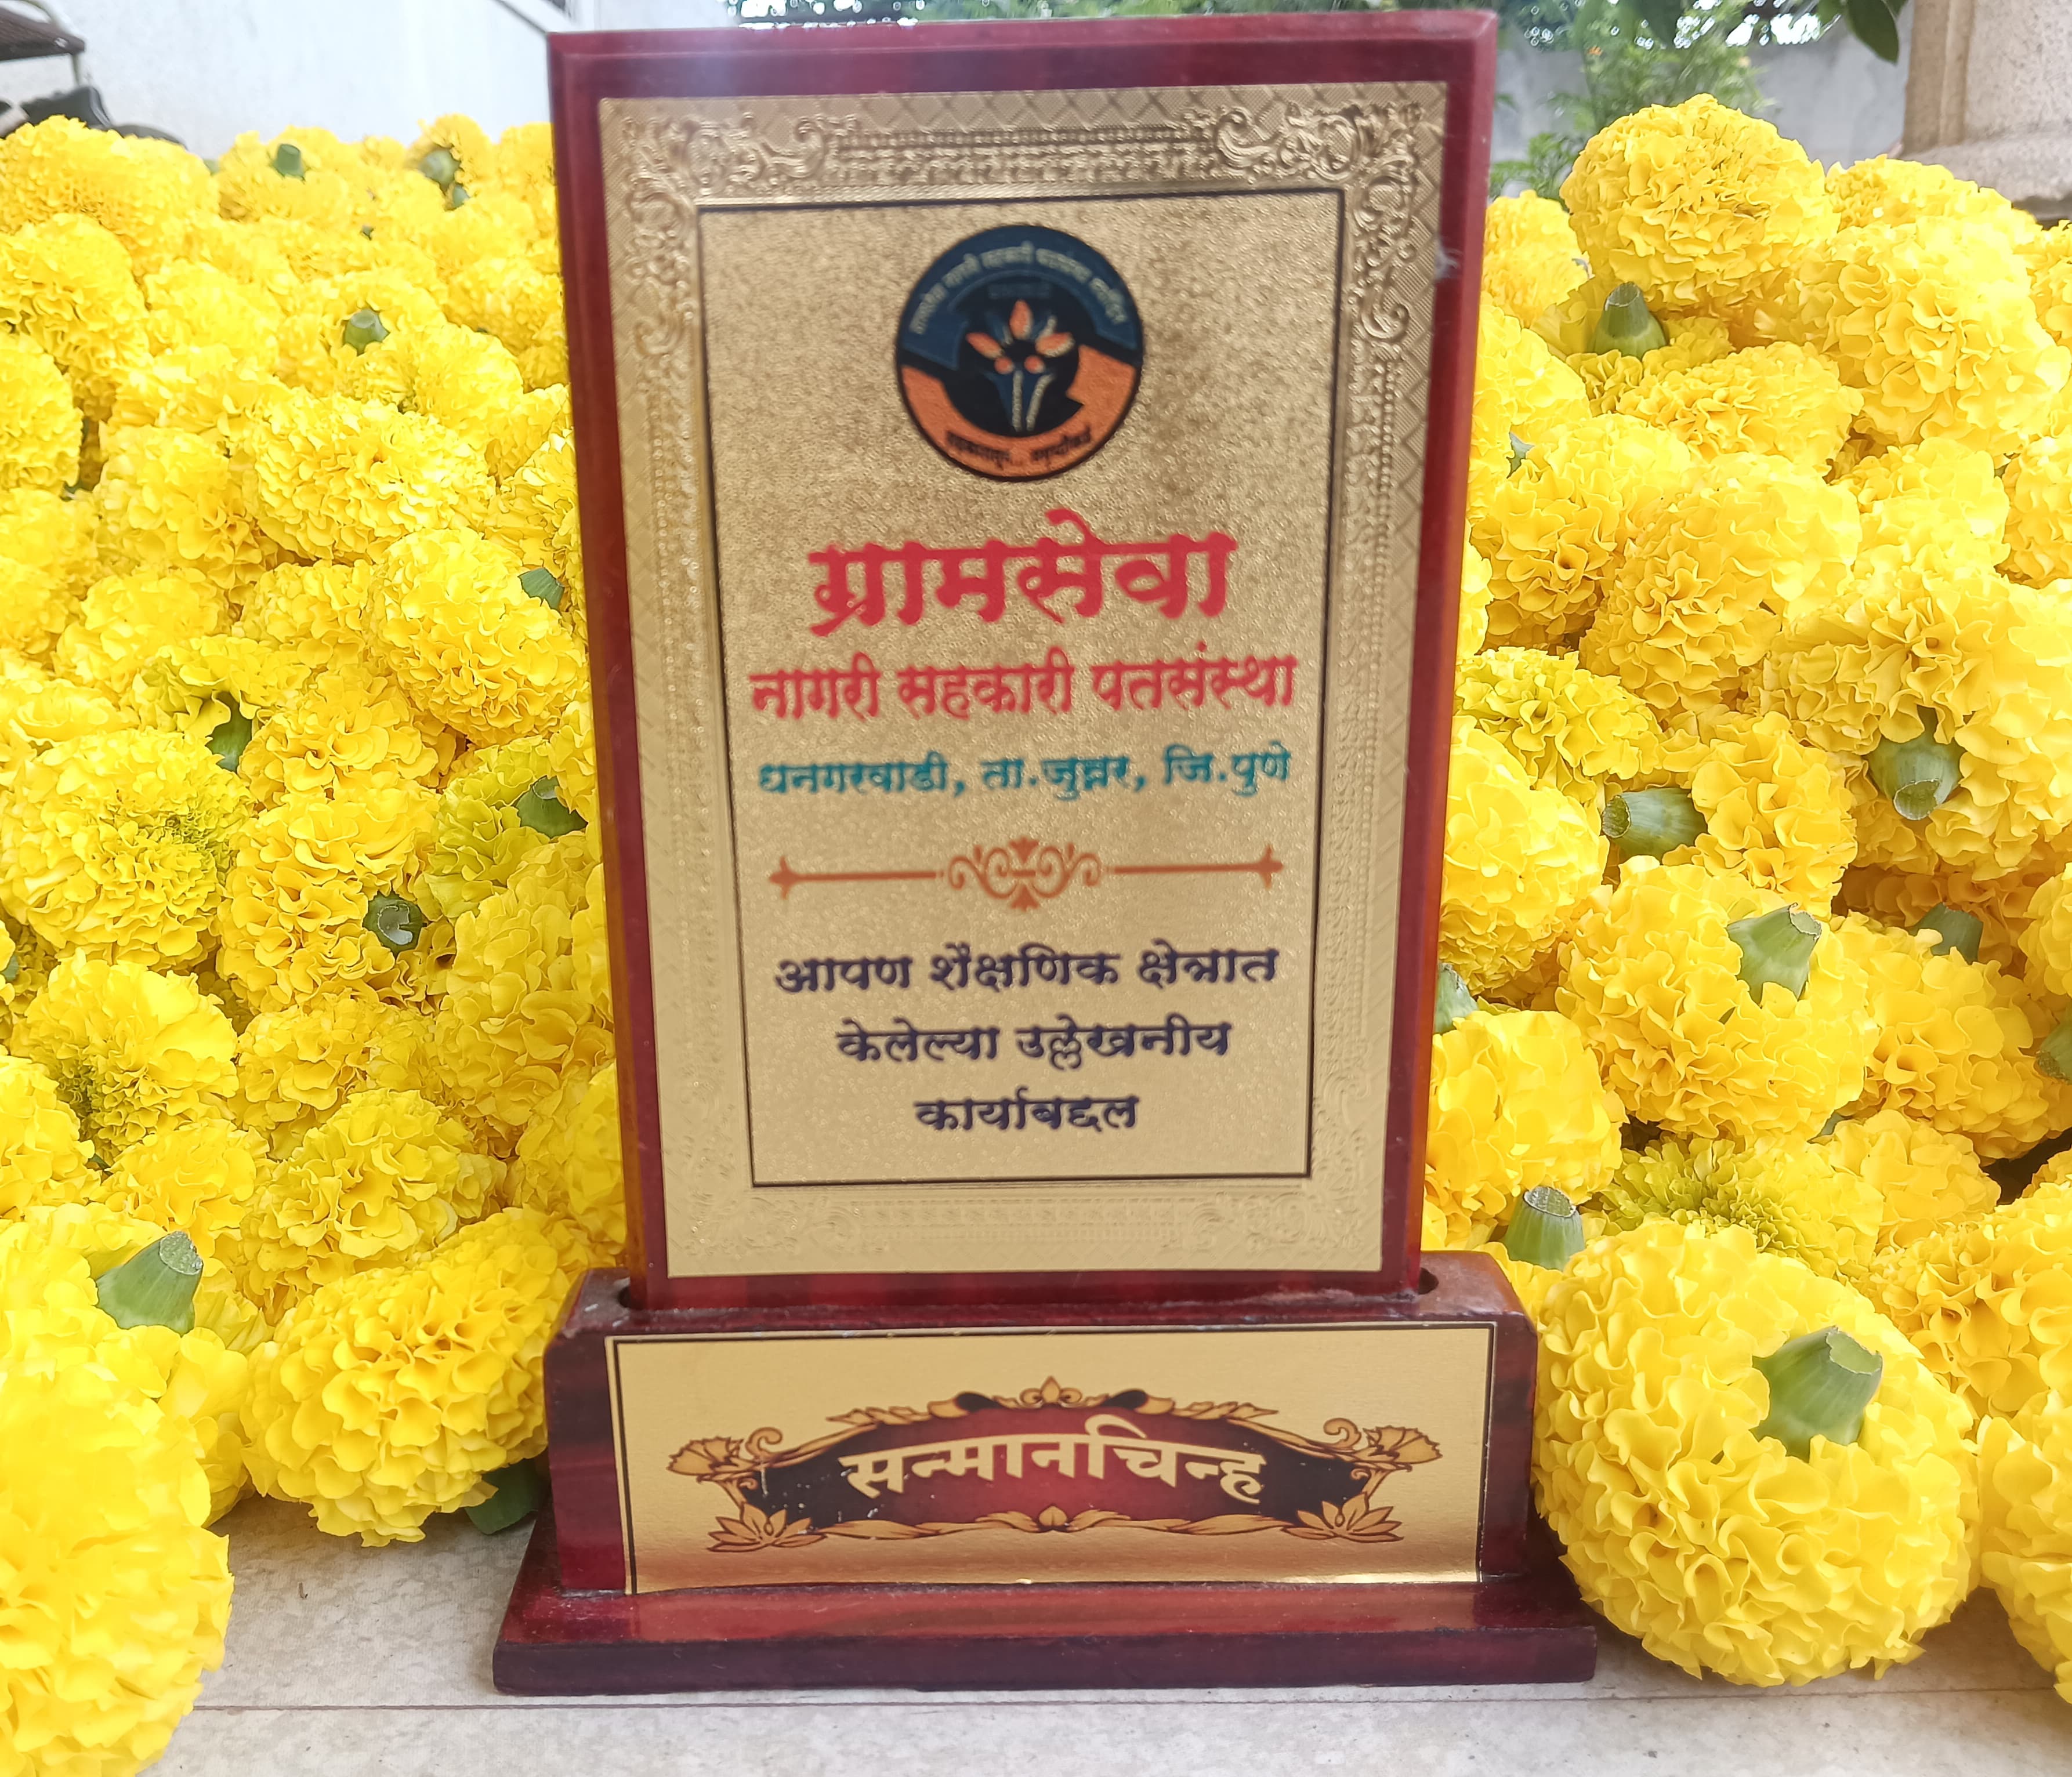 ग्रामसेवा
नागरी सहकारी पतसंस्था
धनगरवाडी, ता.जुन्नर, जि.पुणे
आपण शैक्षणिक क्षेत्रात
केलेल्या उल्लेखनीय
कार्याबद्दल
सन्मानचिन्ह